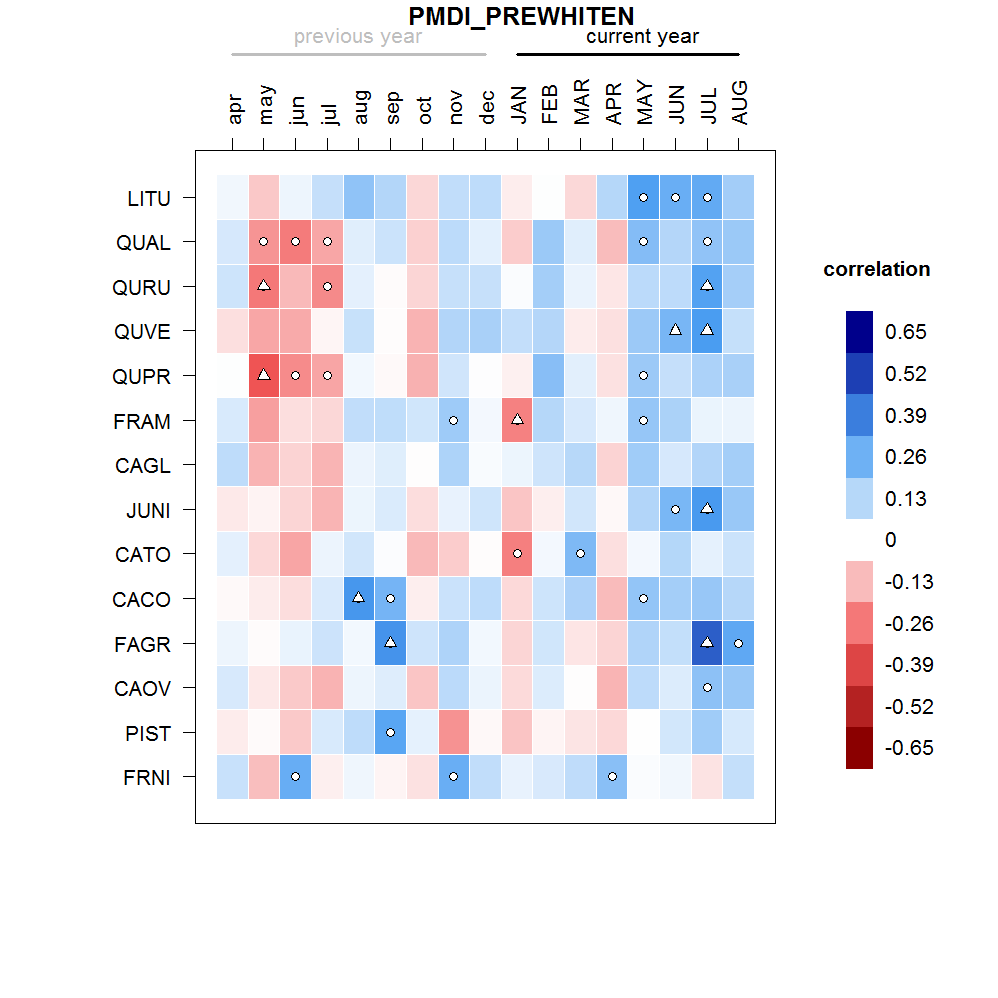 PMDI_PREWHITEN
previous year current year
apr may jun jul aug sep oct nov dec JAN FEB MAR APR MAY JUN JUL AUG
LITU
QUAL
QURU
QUVE
QUPR
FRAM
CAGL
JUNI
CATO
CACO
FAGR
CAOV
PIST
FRNI
correlation
0.65
0.52
0.39
0.26
0.13
0
-0.13
-0.26
-0.39
-0.52
-0.65